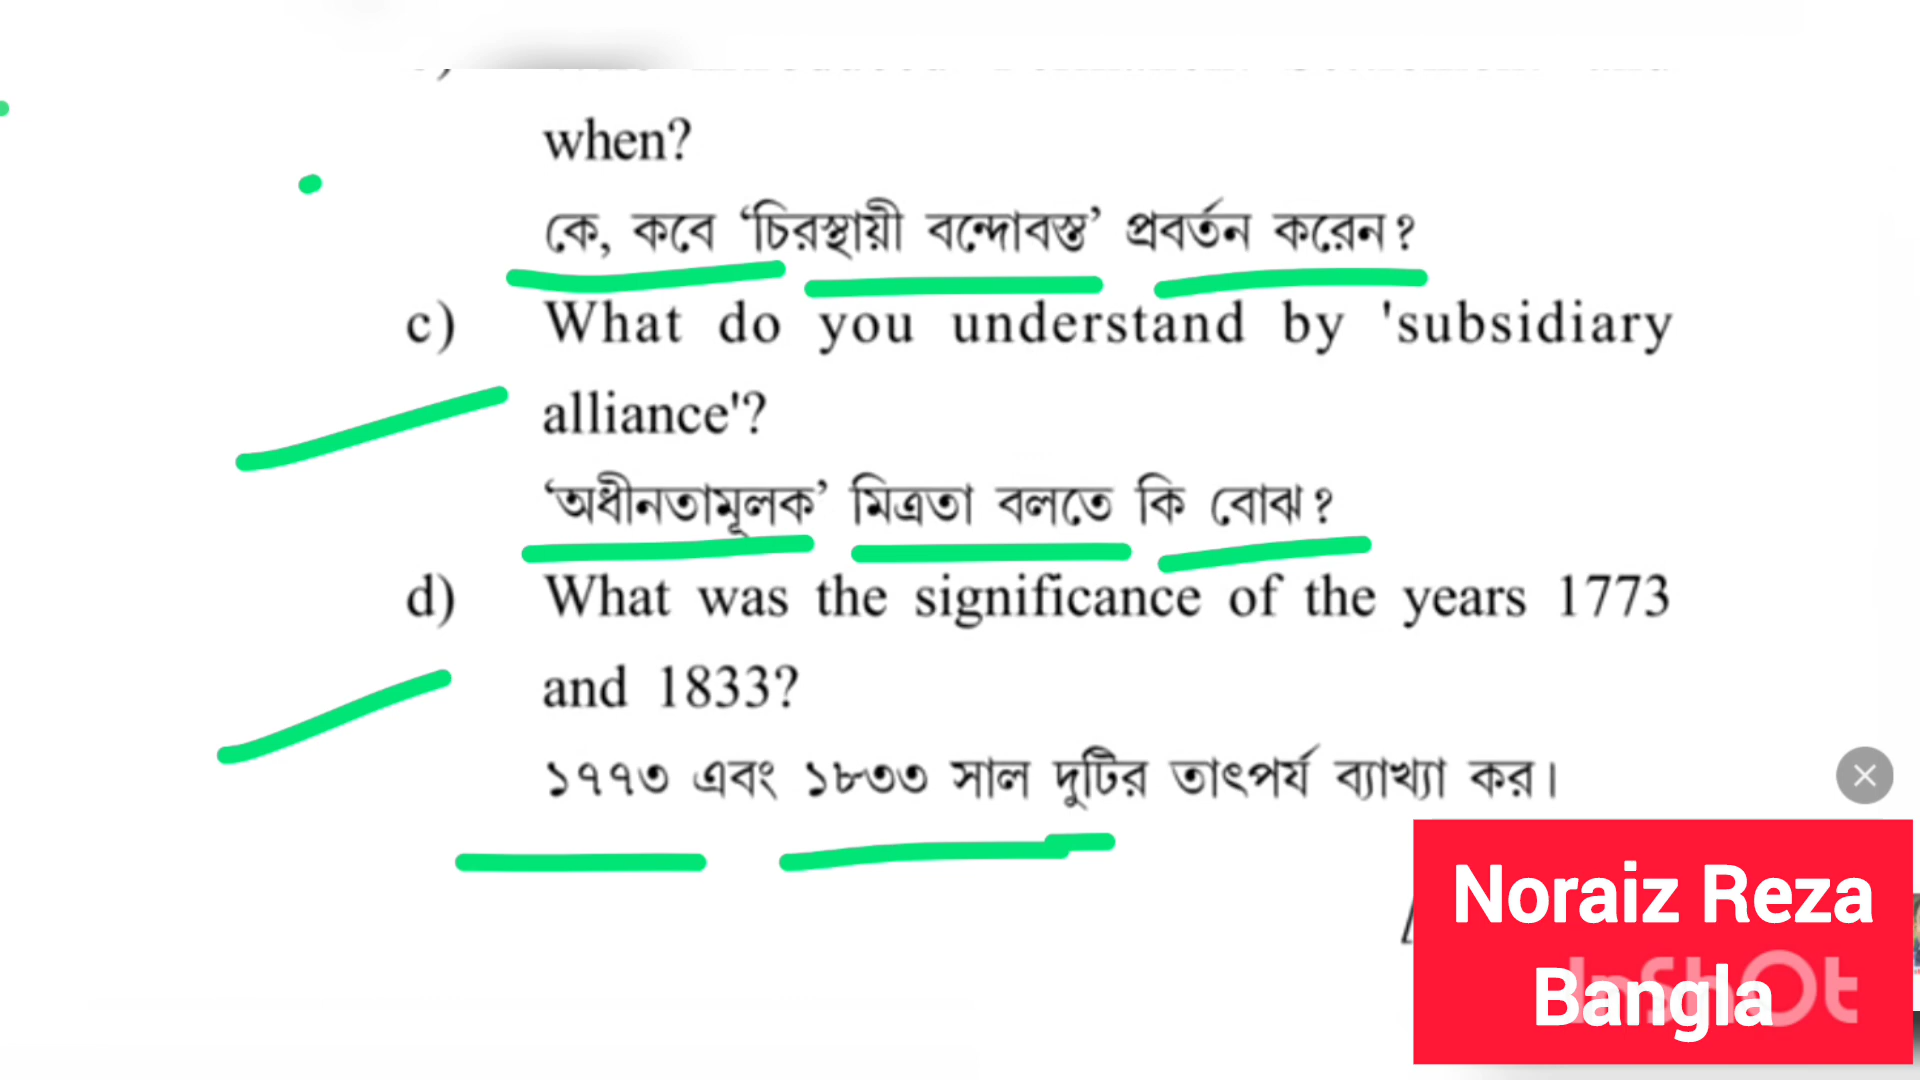 when?
কে, কবে ‘চিরস্থায়ী বন্দোবস্ত’ প্রবর্তন করেন?
c) What do you understand by 'subsidiary
alliance'?
‘অধীনতামূলক’ মিত্রতা বলতে কি বোঝ?
d) What was the significance of the years 1773
and 1833?
১৭৭৩ এবং ১৮৩৩ সাল দুটির তাৎপর্য ব্যাখ্যা কর।
Noraiz Reza
Bangla
InShOt